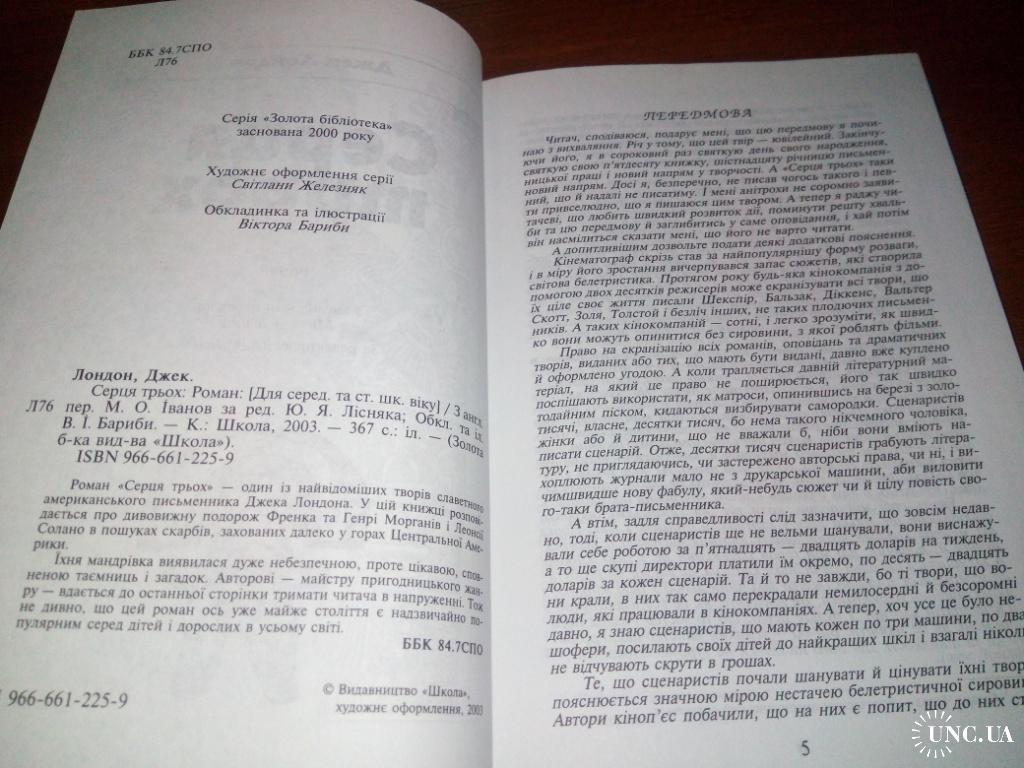 ББК 84.7СПО
Л76
Серія «Золота бібліотека»
заснована 2000 року
Художнє оформлення серії
Світлани Железняк
Обкладинка та ілюстрації
Віктора Бариби
Лондон, Джек.
Серця трьох: Роман: [Для серед. та ст. шк. віку] / З англ.
Л76 пер. М. О. Іванов за ред. Ю. Я. Лісняка; Обкл. та іл.
В. І. Бариби. — К.: Школа, 2003. — 367 с.: іл. — (Золота
б-ка вид-ва «Школа»).
ISBN 966-661-225-9
Роман «Серця трьох» — один із найвідоміших творів славетного
американського письменника Джека Лондона. У цій книжці розпові-
дається про дивовижну подорож Френка та Генрі Морганів і Леонсії
Солано в пошуках скарбів, захованих далеко у горах Центральної Аме-
рики.
Їхня мандрівка виявилася дуже небезпечною, проте цікавою, спов-
неною таємниць і загадок. Авторові — майстру пригодницького жан-
ру — вдається до останньої сторінки тримати читача в напруженні. Тож
не дивно, що цей роман ось уже майже століття є надзвичайно по-
пулярним серед дітей і дорослих в усьому світі.
ББК 84.7СПО
966-661-225-9
© Видавництво «Школа»,
художнє оформлення, 2003
ПЕРЕДМОВА
Читач, сподіваюся, подарує мені, що цю передмову я почи-
наю з вихваляння. Річ у тому, що цей твір — ювілейний. Закінчу-
ючи його, я в сороковий раз святкую день свого народження,
святкую свою п'ятдесяту книжку, шістнадцяту річницю письмен-
ницької праці і новий напрям у творчості. А «Серця трьох» таки
новий напрям. Досі я, безперечно, не писав чогось такого і пев-
ний, що й надалі не писатиму. І мені анітрохи не соромно заяви-
ти привселюдно, що я пишаюся цим твором. А тепер я раджу чи-
тачеві, що любить швидкий розвиток дії, поминути решту хваль-
би та цю передмову й заглибитись у саме оповідання, і хай потім
він насмілиться сказати мені, що його не варто читати.
А допитливішим дозвольте подати деякі додаткові пояснення.
Кінематограф скрізь став за найпопулярнішу форму розваги,
і в міру його зростання вичерпувався запас сюжетів, які створила
світова белетристика. Протягом року будь-яка кінокомпанія з до-
помогою двох десятків режисерів може екранізувати всі твори, що
їх ціле своє життя писали Шекспір, Бальзак, Діккенс, Вальтер
Скотт, Золя, Толстой і безліч інших, не таких плодючих письмен-
ників. А таких кінокомпаній — сотні, і легко зрозуміти, як швид-
ко вони можуть опинитися без сировини, з якої роблять фільми.
Право на екранізацію всіх романів, оповідань та драматичних
творів, виданих або тих, що мають бути видані, давно вже куплено
й оформлено угодою. А коли трапляється давній літературний ма-
теріал, на який це право не поширюється, його так швидко
поспішають використати, як матроси, опинившись на березі з золо-
тодайним піском, кидаються визбирувати самородки. Сценаристів
тисячі, власне, десятки тисяч, бо нема такого нікчемного чоловіка,
жінки або й дитини, що не вважали б, ніби вони вміють на-
писати сценарій. Отже, десятки тисяч сценаристів грабують літера-
туру, не приглядаючись, чи застережено авторські права, чи ні, і ви-
хоплюють журнали мало не з друкарської машини, аби виловити
чимшвидше нову фабулу, який-небудь сюжет чи й цілу повість сво-
го-таки брата-письменника.
А втім, задля справедливості слід зазначити, що зовсім недав-
но, тоді, коли сценаристів ще не вельми шанували, вони виснажу-
вали себе роботою за п'ятнадцять — двадцять доларів на тиждень,
а то ще скупі директори платили їм окремо, по десять — двадцять
доларів за кожен сценарій. Та й то не завжди, бо ті твори, що во-
ни крали, в них так само перекрадали немилосердні й безсоромні
люди, які працювали в кінокомпаніях. А тепер, хоч усе це було не-
давно, я знаю сценаристів, що мають кожен по три машини, по два
шофери, посилають своїх дітей до найкращих шкіл і взагалі ніколи
не відчувають скрути в грошах.
Те, що сценаристів почали шанувати й цінувати їхні твори,
пояснюється значною мірою нестачею белетристичної сировин
Автори кіноп'єс побачили, що на них є попит, що до них ст
5
UNC.UA